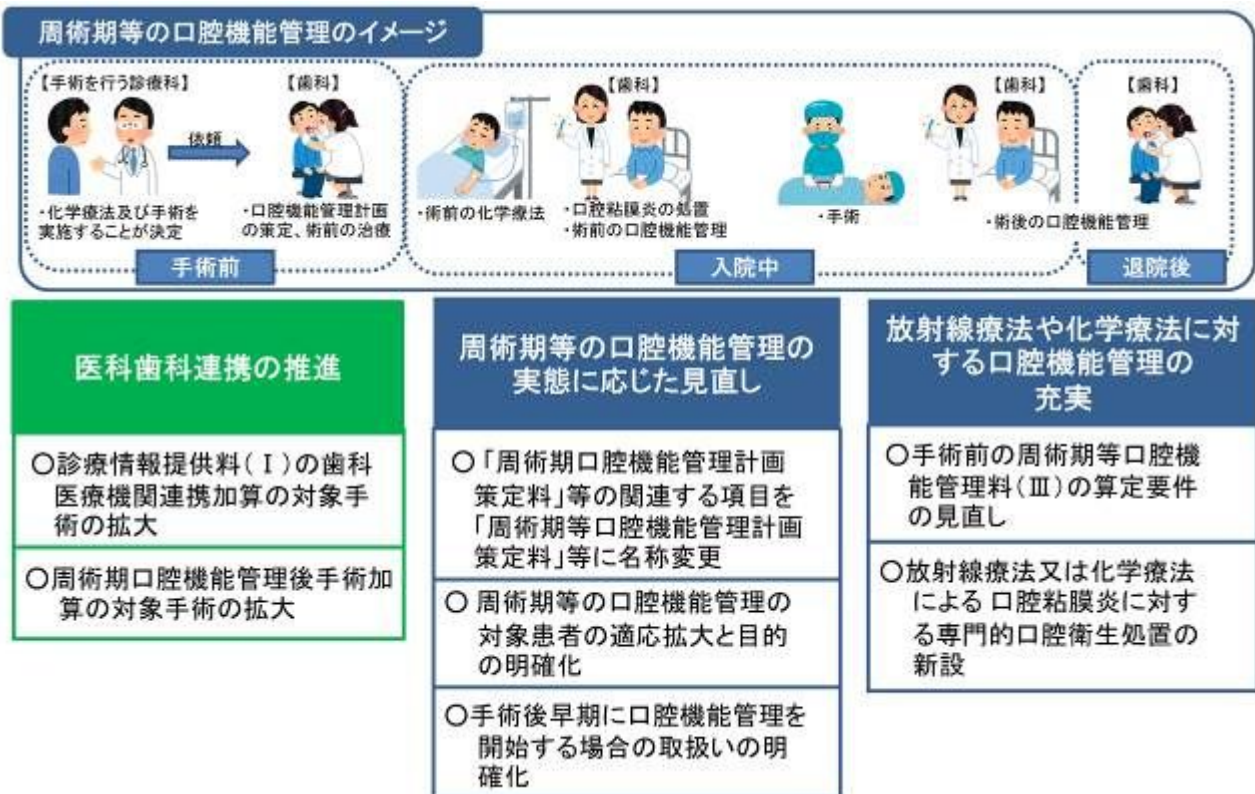 周術期等の口腔機能管理のイメージ
【手術を行う診療科】
依頼
・化学療法及び手術を
実施することが決定
【歯科】
・口腔機能管理計画
の策定、術前の治療
手術前
・術前の化学療法
【歯科】
・口腔粘膜炎の処置
・術前の口腔機能管理
・手術
【歯科】
・術後の口腔機能管理
入院中
【歯科】
退院後
医科歯科連携の推進
〇診療情報提供料(Ⅰ)の歯科
医療機関連携加算の対象手
術の拡大
〇周術期口腔機能管理後手術加
算の対象手術の拡大
周術期等の口腔機能管理の
実態に応じた見直し
〇「周術期口腔機能管理計画
策定料」等の関連する項目を
「周術期等口腔機能管理計画
策定料」等に名称変更
〇 周術期等の口腔機能管理の
対象患者の適応拡大と目的
の明確化
〇手術後早期に口腔機能管理を
開始する場合の取扱いの明
確化
放射線療法や化学療法に対
する口腔機能管理の
充実
〇手術前の周術期等口腔機
能管理料(Ⅲ)の算定要件
の見直し
〇放射線療法又は化学療法
による 口腔粘膜炎に対す
る専門的口腔衛生処置の
新設